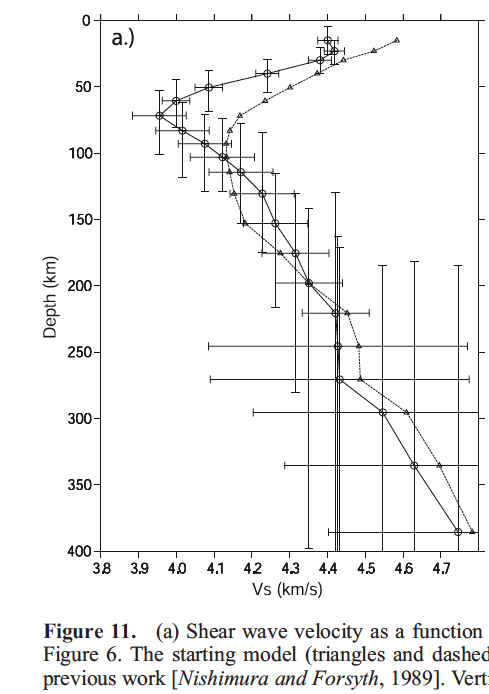 a.)
0
50
100
150
200
250
300
350
400
Depth (km)
3.8 3.9 4.0 4.1 4.2 4.3 4.4 4.5 4.6 4.7
Vs (km/s)
Figure 11. (a) Shear wave velocity as a function
Figure 6. The starting model (triangles and dashed
previous work [Nishimura and Forsyth, 1989]. Vert